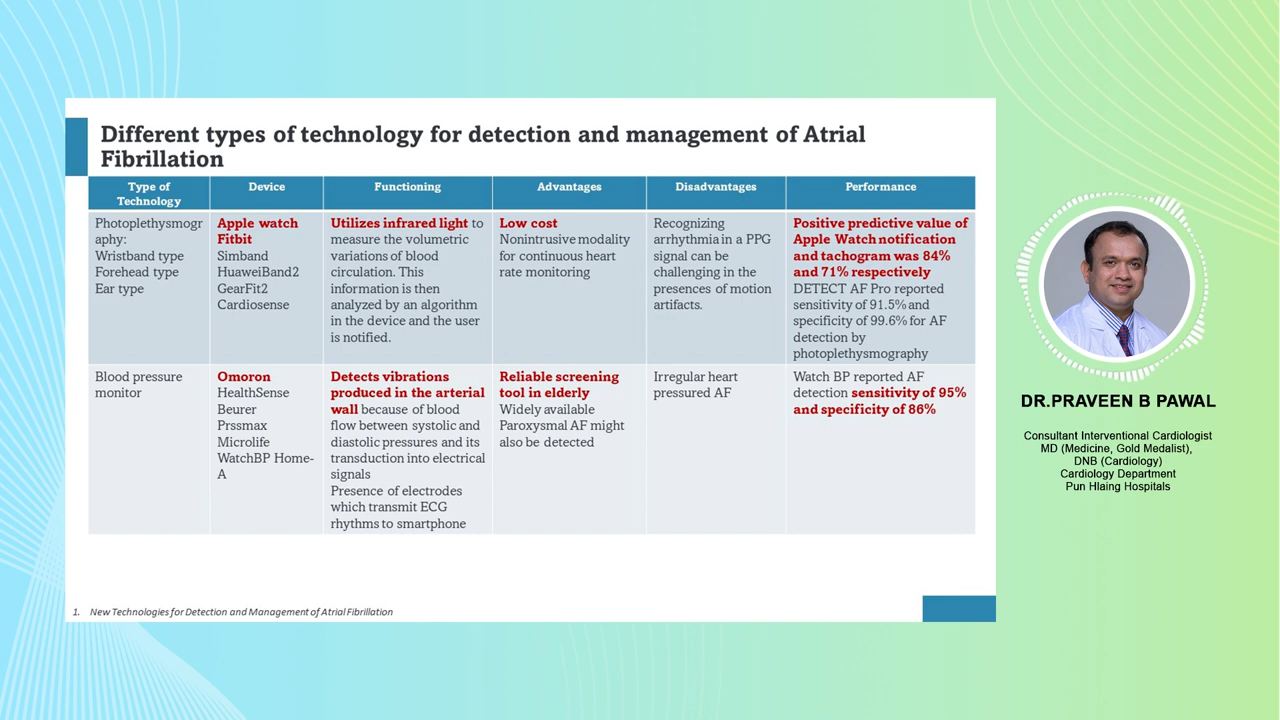 Different types of technology for detection and management of Atrial
Fibrillation
Type of
Technology
Device
Functioning
Advantages
Disadvantages
Performance
Photoplethysmogr
aphy:
Wristband type
Forehead type
Ear type
Apple watch
Fitbit
Simband
HuaweiBand2
GearFit2
Cardiosense
Utilizes infrared light to
measure the volumetric
variations of blood
circulation. This
information is then
analyzed by an algorithm
in the device and the user
is notified.
Low cost
Nonintrusive modality
for continuous heart
rate monitoring
Recognizing
arrhythmia in a PPG
signal can be
challenging in the
presences of motion
artifacts.
Positive predictive value of
Apple Watch notification
and tachogram was 84%
and 71% respectively
DETECT AF Pro reported
sensitivity of 91.5% and
specificity of 99.6% for AF
detection by
photoplethysmography
Blood pressure
monitor
Omoron
HealthSense
Beurer
Prssmax
Microlife
WatchBP Home-
A
Detects vibrations
produced in the arterial
wall because of blood
flow between systolic and
diastolic pressures and its
transduction into electrical
signals
Presence of electrodes
which transmit ECG
rhythms to smartphone
Reliable screening
tool in elderly
Widely available
Paroxysmal AF might
also be detected
Irregular heart
pressured AF
Watch BP reported AF
detection sensitivity of 95%
and specificity of 86%
1. New Technologies for Detection and Management of Atrial Fibrillation
DR.PRAVEEN B PAWAL
Consultant Interventional Cardiologist
MD (Medicine, Gold Medalist),
DNB (Cardiology)
Cardiology Department
Pun Hlaing Hospitals